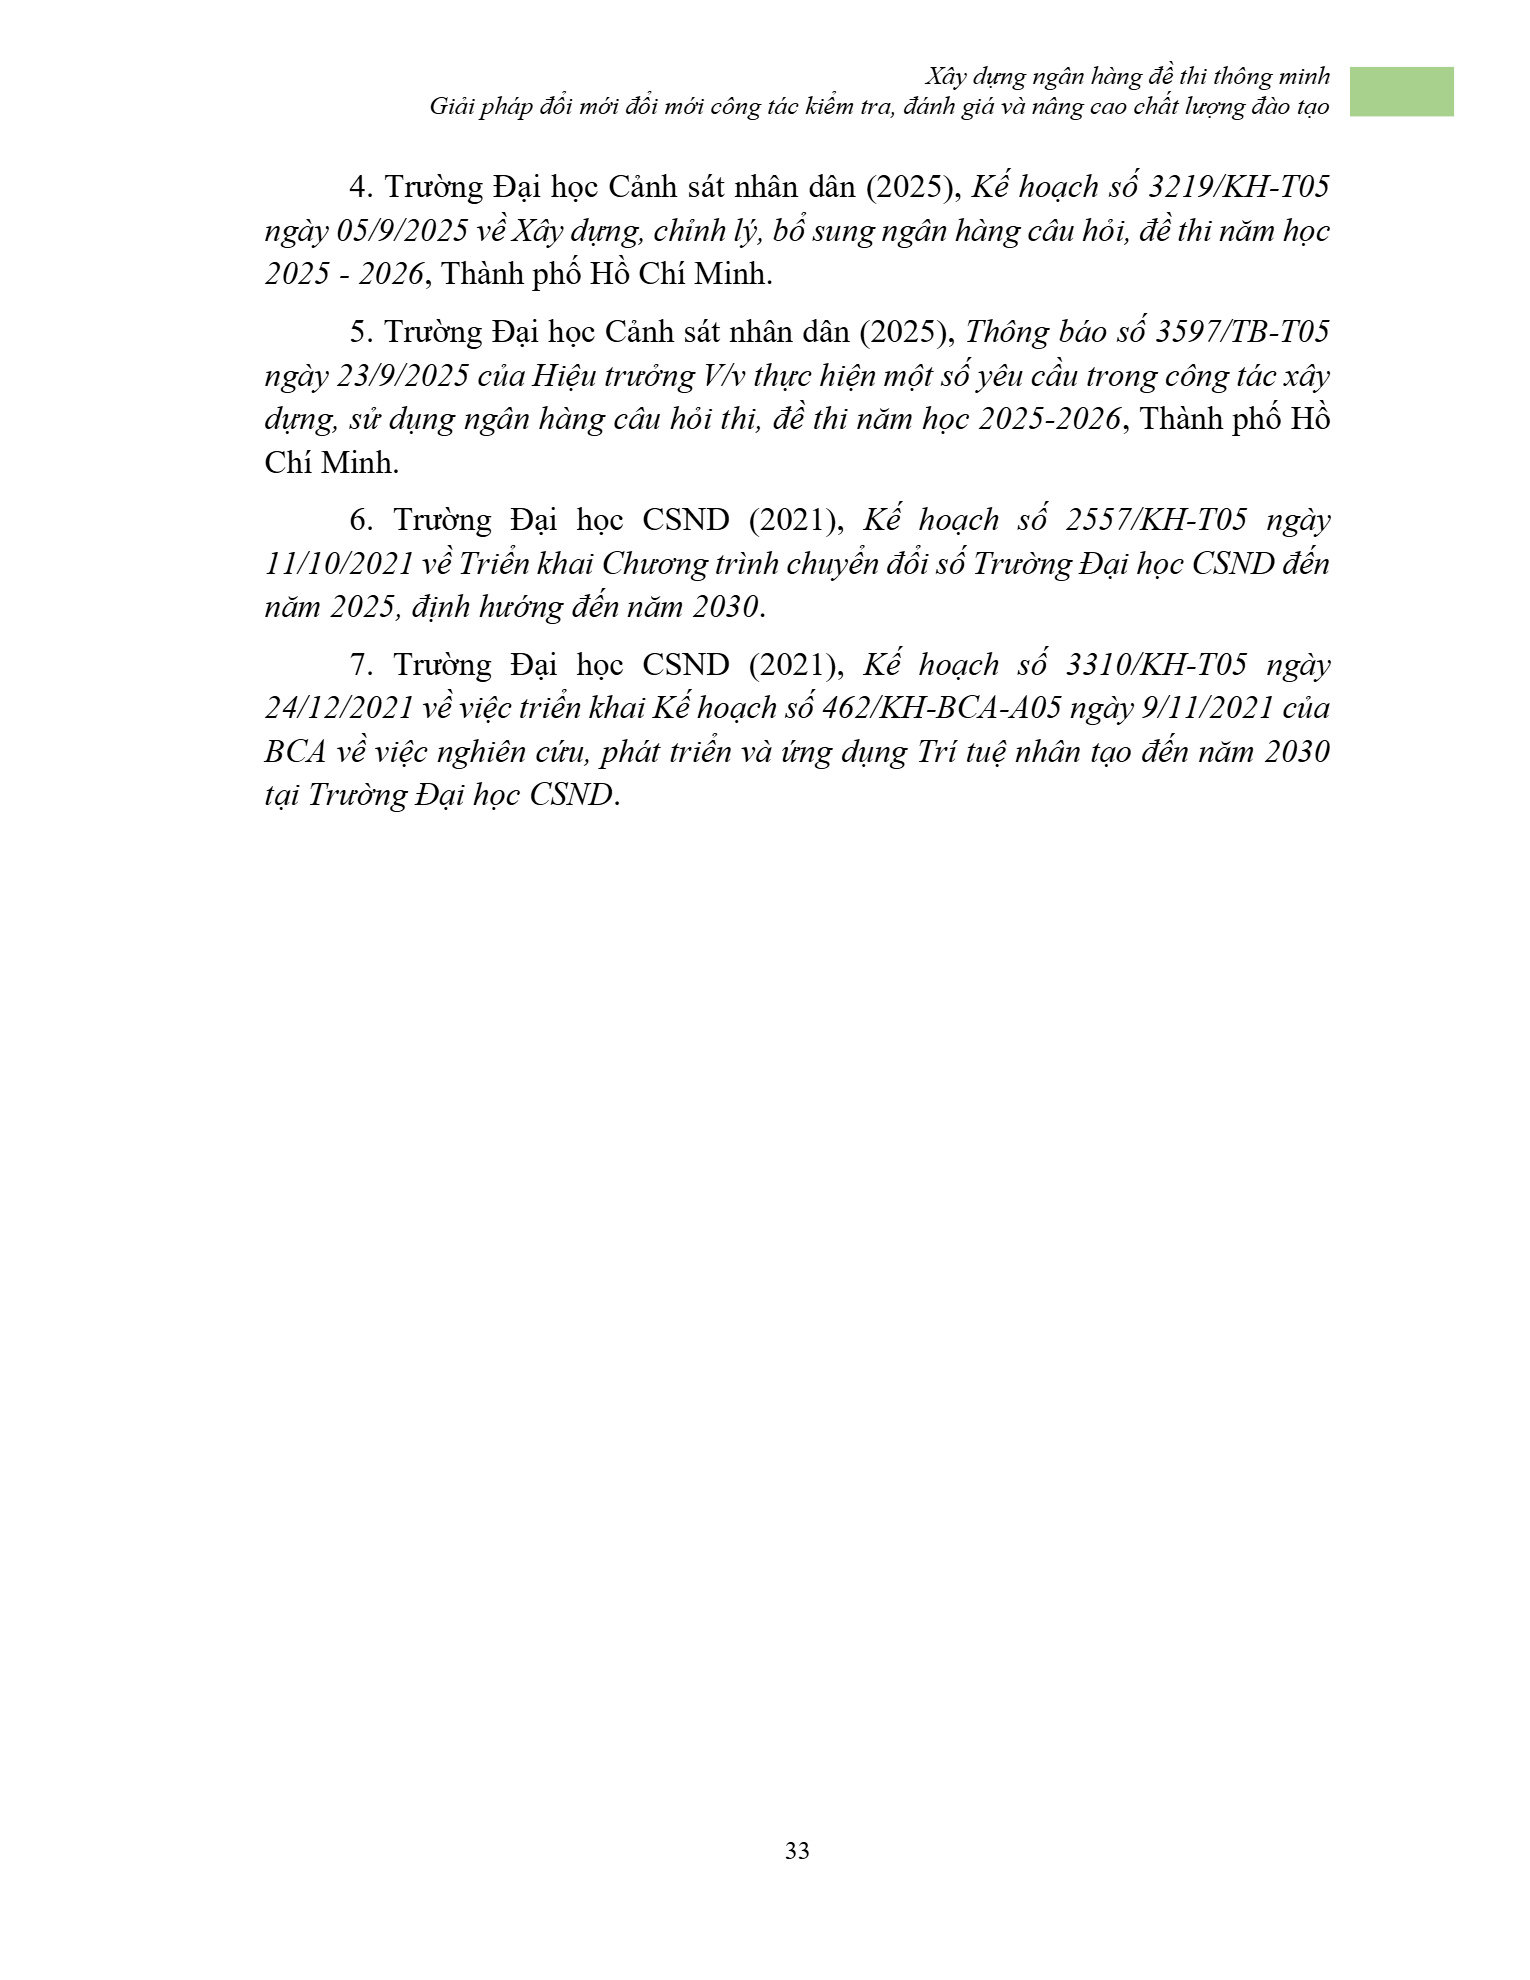 Xây dựng ngân hàng đề thi thông minh
Giải pháp đổi mới đổi mới công tác kiểm tra, đánh giá và nâng cao chất lượng đào tạo
4. Trường Đại học Cảnh sát nhân dân (2025), Kế hoạch số 3219/KH-T05
ngày 05/9/2025 về Xây dựng, chỉnh lý, bổ sung ngân hàng câu hỏi, đề thi năm học
2025 - 2026, Thành phố Hồ Chí Minh.
5. Trường Đại học Cảnh sát nhân dân (2025), Thông báo số 3597/TB-T05
ngày 23/9/2025 của Hiệu trưởng V/v thực hiện một số yêu cầu trong công tác xây
dựng, sử dụng ngân hàng câu hỏi thi, đề thi năm học 2025-2026, Thành phố Hồ
Chí Minh.
6. Trường Đại học CSND (2021), Kế hoạch số 2557/KH-T05 ngày
11/10/2021 về Triển khai Chương trình chuyển đổi số Trường Đại học CSND đến
năm 2025, định hướng đến năm 2030.
7. Trường Đại học CSND (2021), Kế hoạch số 3310/KH-T05 ngày
24/12/2021 về việc triển khai Kế hoạch số 462/KH-BCA-A05 ngày 9/11/2021 của
BCA về việc nghiên cứu, phát triển và ứng dụng Trí tuệ nhân tạo đến năm 2030
tại Trường Đại học CSND.
33